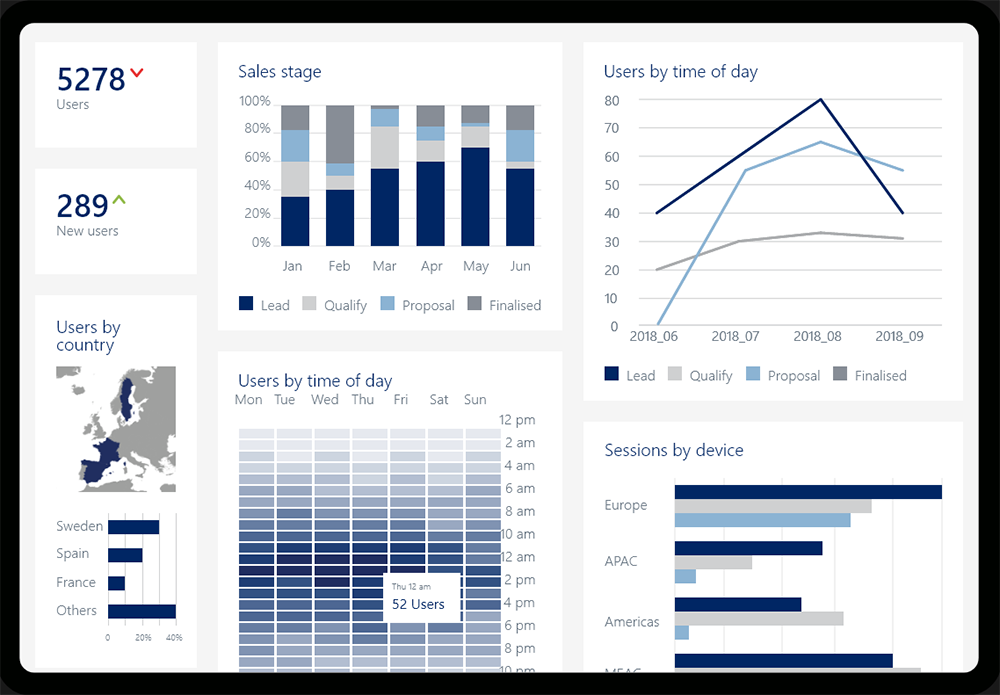 5278
Users
289
New users
Users by
country
Sweden
Spain
France
Others
0 20% 40%
Sales stage
100%
80%
60%
40%
20%
0%
Jan Feb Mar Apr May Jun
Lead Qualify Proposal Finalised
Users by time of day
Mon Tue Wed Thu Fri Sat Sun
12 pm
2 am
4 am
6 am
8 am
10 am
12 am
2 pm
4 pm
6 pm
8 pm
10 pm
Thu 12 am
52 Users
Users by time of day
80
70
60
50
40
30
20
10
0
2018_06 2018_07 2018_08 2018_09
Lead Qualify Proposal Finalised
Sessions by device
Europe
APAC
Americas